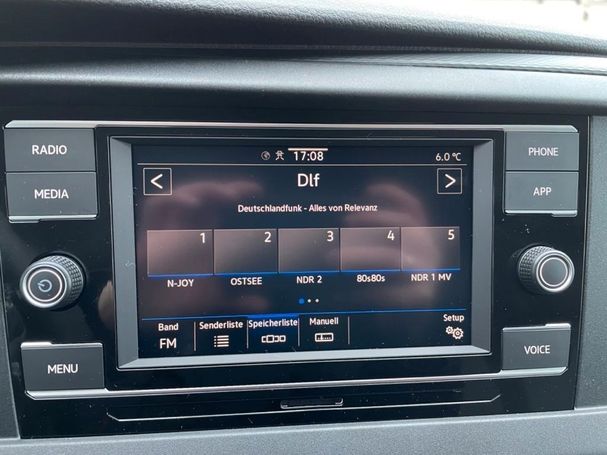 RADIO
MEDIA
MENU
PHONE
APP
VOICE
17:08
6.0 °C
<
Dlf
>
Deutschlandfunk - Alles von Relevanz
1
2
3
4
5
N-JOY
OSTSEE
NDR 2
80s80s
NDR 1 MV
Band
FM
Senderliste
Speicherliste
Manuell
Setup